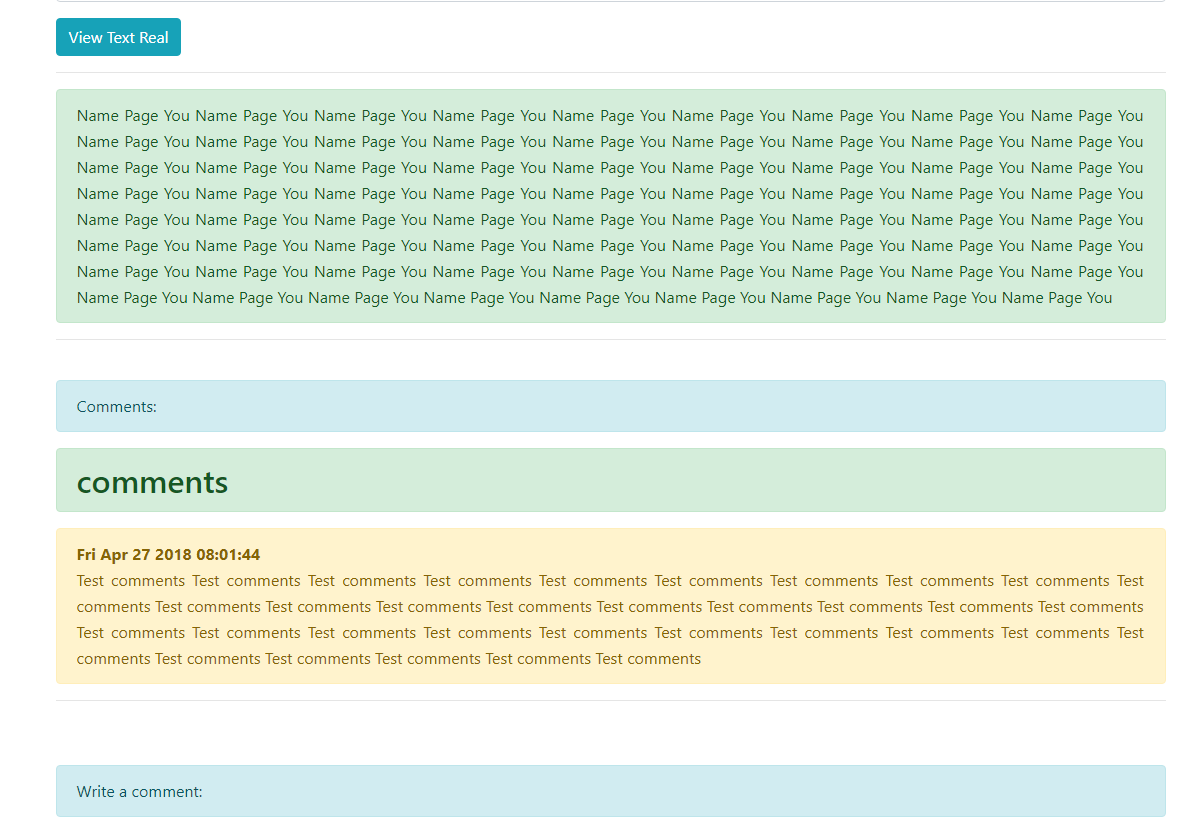 View Text Real
Name Page You Name Page You Name Page You Name Page You Name Page You Name Page You Name Page You Name Page You Name Page You
Name Page You Name Page You Name Page You Name Page You Name Page You Name Page You Name Page You Name Page You Name Page You
Name Page You Name Page You Name Page You Name Page You Name Page You Name Page You Name Page You Name Page You Name Page You
Name Page You Name Page You Name Page You Name Page You Name Page You Name Page You Name Page You Name Page You Name Page You
Name Page You Name Page You Name Page You Name Page You Name Page You Name Page You Name Page You Name Page You Name Page You
Name Page You Name Page You Name Page You Name Page You Name Page You Name Page You Name Page You Name Page You Name Page You
Name Page You Name Page You Name Page You Name Page You Name Page You Name Page You Name Page You Name Page You Name Page You
Name Page You Name Page You Name Page You Name Page You Name Page You Name Page You Name Page You Name Page You Name Page You
Comments:
comments
Fri Apr 27 2018 08:01:44
Test comments Test comments Test comments Test comments Test comments Test comments Test comments Test comments Test comments Test
comments Test comments Test comments Test comments Test comments Test comments Test comments Test comments Test comments Test comments
Test comments Test comments Test comments Test comments Test comments Test comments Test comments Test comments Test comments Test
comments Test comments Test comments Test comments Test comments Test comments
Write a comment: